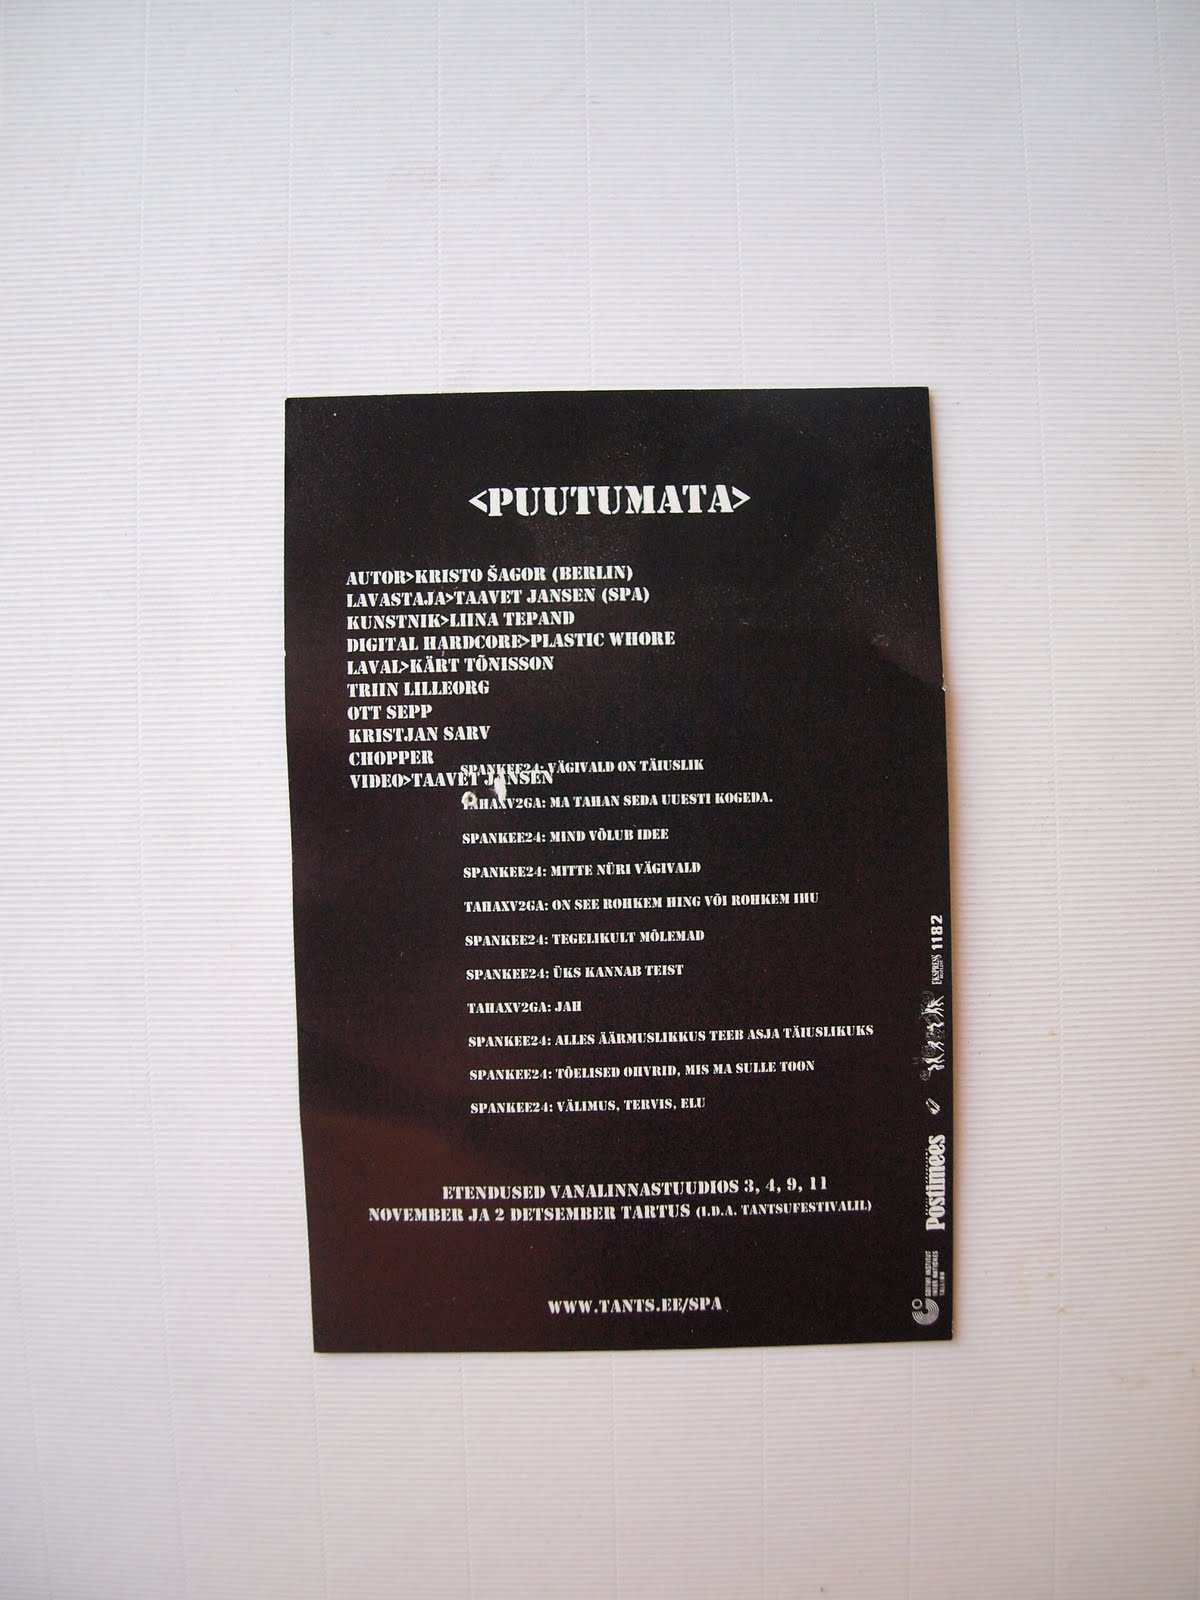 <PUUTUMATA>
AUTOR>KRISTO ŠAGOR (BERLIN)
LAVASTAJA>TAAVET JANSEN (SPA)
KUNSTNIK>LIINA TEPAND
DIGITAL HARDCORE>PLASTIC WHORE
LAVAL>KÄRT TÕNISSON
TRIIN LILLEORG
OTT SEPP
KRISTJAN SARV
CHOPPER
VIDEO>TAAVET JANSEN
SPANKEE24: VÄGIVALD ON TÄIUSLIK
TAHAXV2GA: MA TAHAN SEDA UUESTI KOGEDA.
SPANKEE24: MIND VÕLUB IDEE
SPANKEE24: MITTE NÜRI VÄGIVALD
TAHAXV2GA: ON SEE ROHKEM HING VÕI ROHKEM IHU
SPANKEE24: TEGELIKULT MÕLEMAD
SPANKEE24: ÜKS KANNAB TEIST
TAHAXV2GA: JAH
SPANKEE24: ALLES ÄÄRMUSLIKKUS TEEB ASJA TÄIUSLIKUKS
SPANKEE24: TÕELISED OHVRID, MIS MA SULLE TOON
SPANKEE24: VÄLIMUS, TERVIS, ELU
ETENDUSED VANALINNASTUUDIOS 3, 4, 9, 11
NOVEMBER JA 2 DETSEMBER TARTUS (I.D.A. TANTSUFESTIVALIL)
WWW.TANTS.EE/SPA
GOETHE INSTITUT
INTER NATIONES
TALLINN
Postimees
EKSPRESS
1182